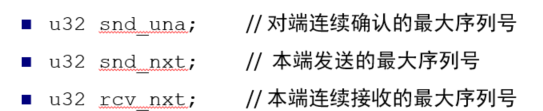 ■ u32 snd_una; //对端连续确认的最大序列号
■ u32 snd_nxt; // 本端发送的最大序列号
■ u32 rcv_nxt; //本端连续接收的最大序列号